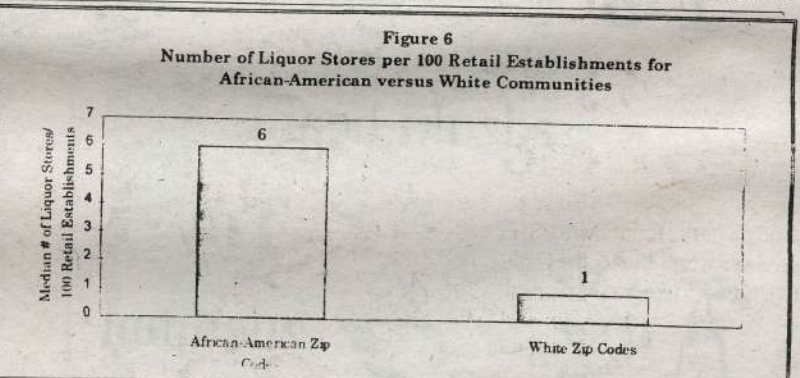 Figure 6
Number of Liquor Stores per 100 Retail Establishments for
African-American versus White Communities
Median # of Liquor Stores/
100 Retail Establishments
7
6
5
4
3
2
1
0
6
1
African-American Zip
White Zip Codes